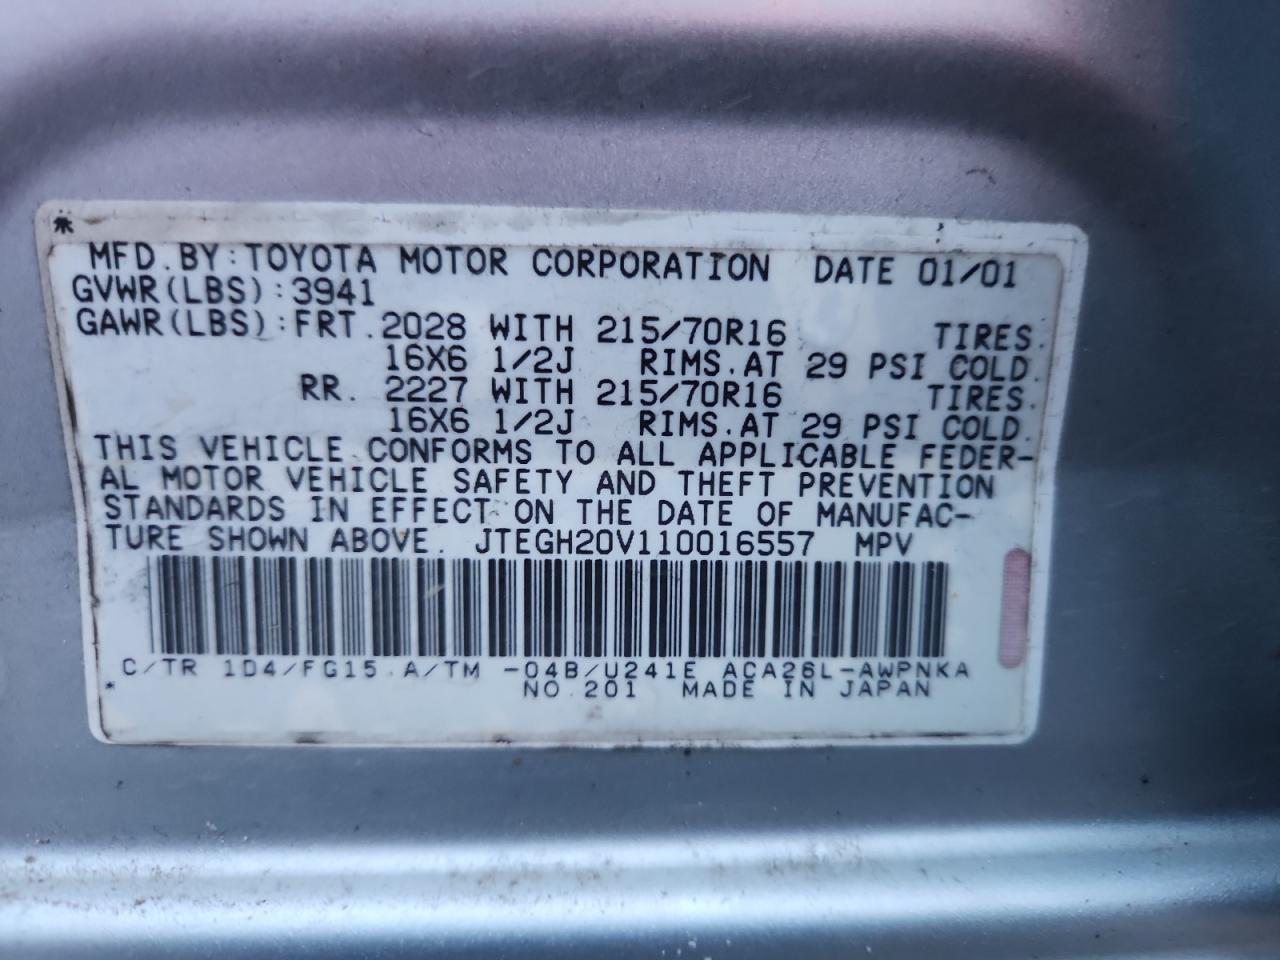 MFD.BY:TOYOTA MOTOR CORPORATION DATE 01/01
GVWR(LBS):3941
GAWR(LBS):FRT.2028 WITH 215/70R16 TIRES.
16X6 1/2J RIMS.AT 29 PSI COLD.
RR. 2227 WITH 215/70R16 TIRES.
16X6 1/2J RIMS.AT 29 PSI COLD.
THIS VEHICLE CONFORMS TO ALL APPLICABLE FEDER-
AL MOTOR VEHICLE SAFETY AND THEFT PREVENTION
STANDARDS IN EFFECT ON THE DATE OF MANUFAC-
TURE SHOWN ABOVE. JTEGH20V110016557 MPV
C/TR 1D4/FG15.A/TM -04B/U241E ACA26L-AWPNKA
NO.201 MADE IN JAPAN